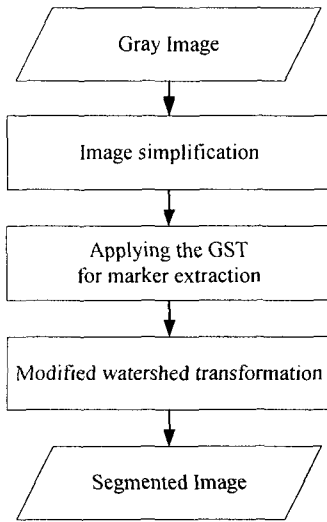 Gray Image
Image simplification
Applying the GST
for marker extraction
Modified watershed transformation
Segmented Image